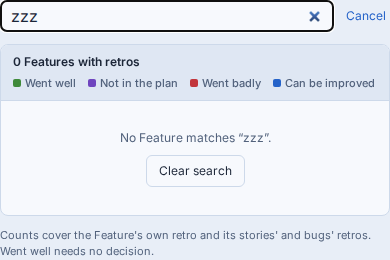 zzz
Cancel
0 Features with retros
Went well Not in the plan Went badly Can be improved
No Feature matches “zzz”.
Clear search
Counts cover the Feature's own retro and its stories' and bugs' retros.
Went well needs no decision.